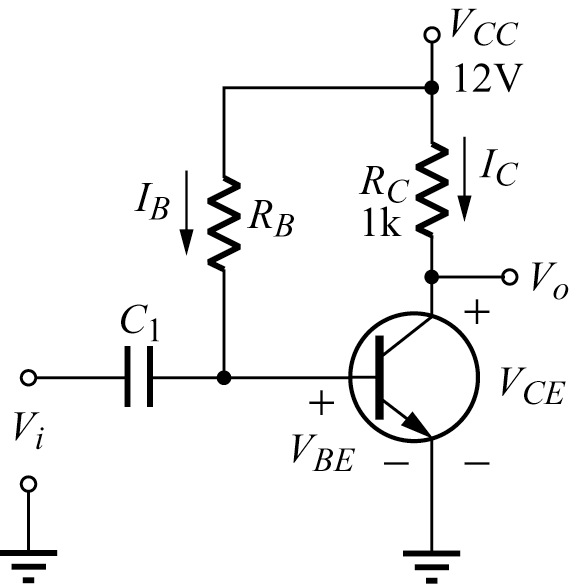 V_CC
12V
I_B
R_B
R_C
1k
I_C
V_o
C_1
+
V_i
+
V_BE
−
V_CE
−